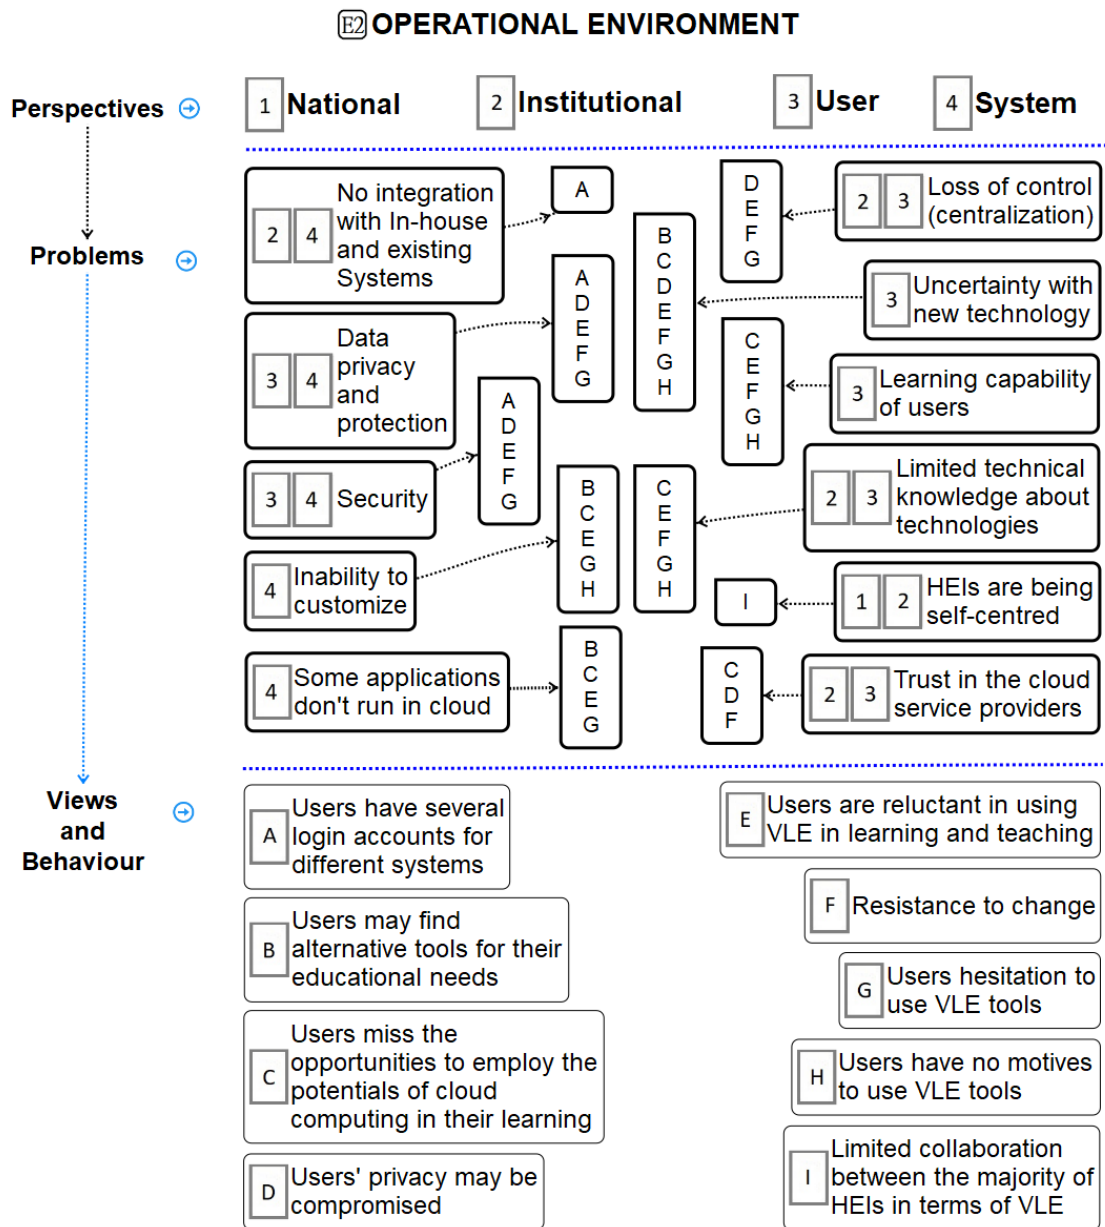 E2 OPERATIONAL ENVIRONMENT
Perspectives
1 National
2 Institutional
3 User
4 System
Problems
2 4
No integration
with In-house
and existing
Systems
A
D
E
F
G
2 3
Loss of control
(centralization)
3 4
Data
privacy
and
protection
A
D
E
F
G
B
C
D
E
F
G
H
3
Uncertainty with
new technology
3 4
Security
A
D
E
F
G
C
E
F
G
H
3
Learning capability
of users
4
Inability to
customize
B
C
E
G
H
C
E
F
G
H
2 3
Limited technical
knowledge about
technologies
I
1 2
HEIs are being
self-centred
4
Some applications
don't run in cloud
B
C
E
G
C
D
F
2 3
Trust in the cloud
service providers
Views
and
Behaviour
A
Users have several
login accounts for
different systems
B
Users may find
alternative tools for their
educational needs
C
Users miss the
opportunities to employ the
potentials of cloud
computing in their learning
D
Users' privacy may be
compromised
E
Users are reluctant in using
VLE in learning and teaching
F
Resistance to change
G
Users hesitation to
use VLE tools
H
Users have no motives
to use VLE tools
I
Limited collaboration
between the majority of
HEIs in terms of VLE